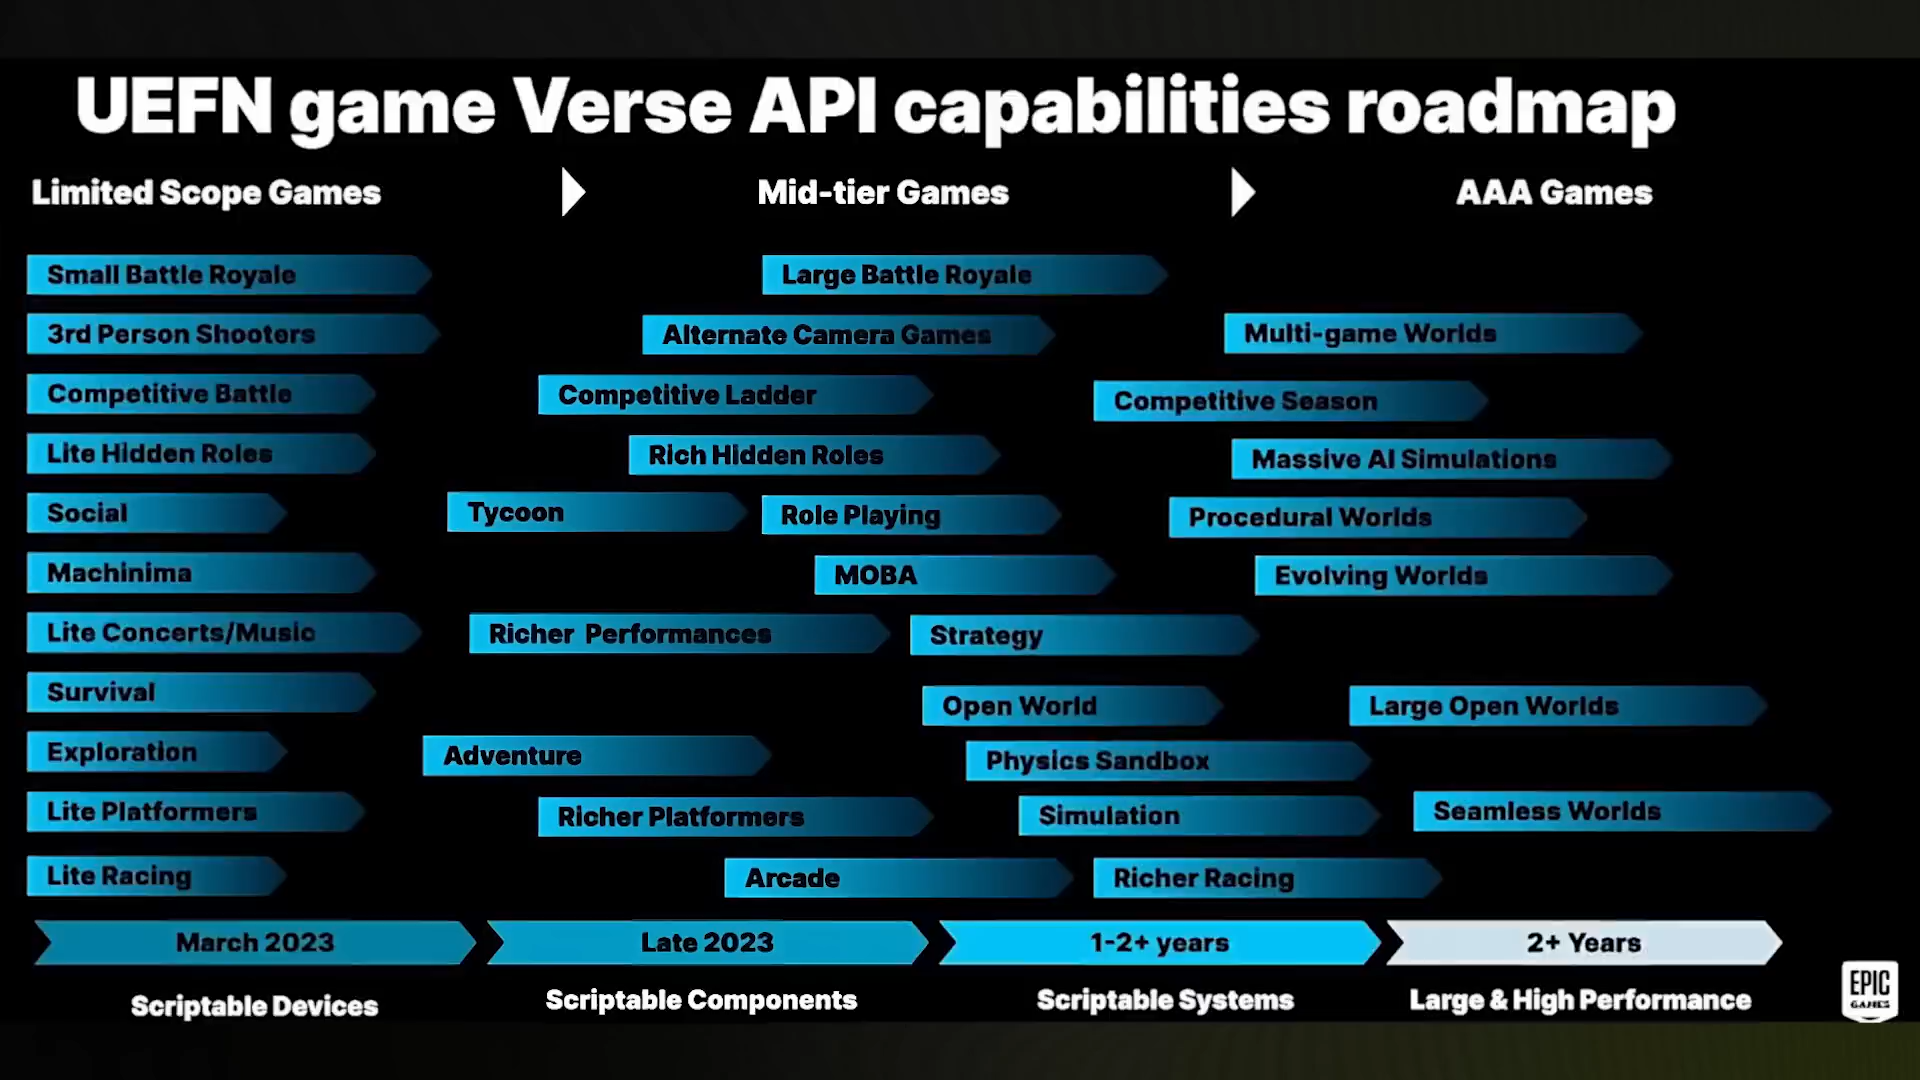 UEFN game Verse API capabilities roadmap
Limited Scope Games
Mid-tier Games
AAA Games
Small Battle Royale
Large Battle Royale
3rd Person Shooters
Alternate Camera Games
Multi-game Worlds
Competitive Battle
Competitive Ladder
Competitive Season
Lite Hidden Roles
Rich Hidden Roles
Massive AI Simulations
Social
Tycoon
Role Playing
Procedural Worlds
Machinima
MOBA
Evolving Worlds
Lite Concerts/Music
Richer Performances
Strategy
Survival
Open World
Large Open Worlds
Exploration
Adventure
Physics Sandbox
Lite Platformers
Richer Platformers
Simulation
Seamless Worlds
Lite Racing
Arcade
Richer Racing
March 2023
Late 2023
1-2+ years
2+ Years
Scriptable Devices
Scriptable Components
Scriptable Systems
Large & High Performance
EPIC
GAMES